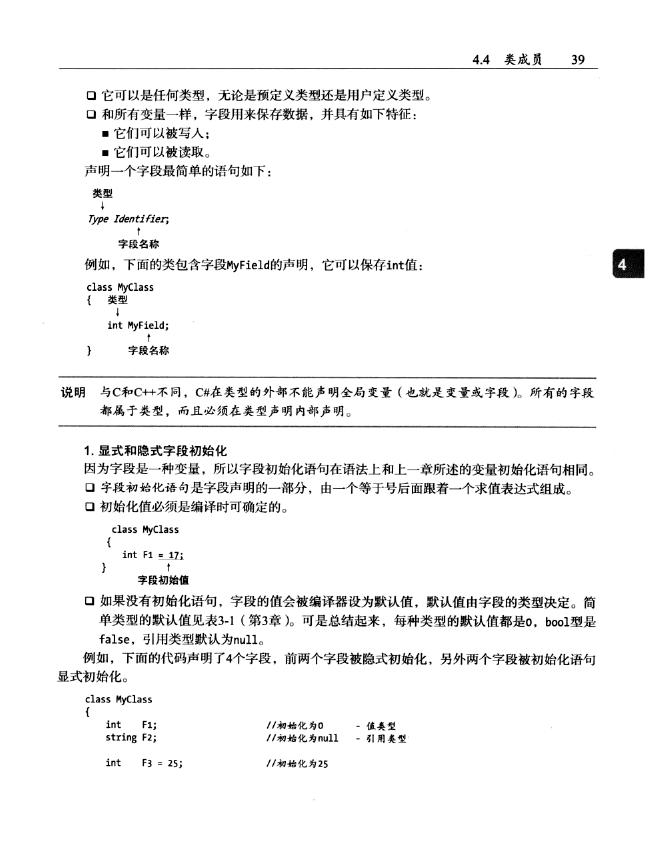 4.4 类成员 39
❑ 它可以是任何类型，无论是预定义类型还是用户定义类型。
❑ 和所有变量一样，字段用来保存数据，并具有如下特征：
■ 它们可以被写入；
■ 它们可以被读取。
声明一个字段最简单的语句如下：
类型
↓
Type Identifier;
↑
字段名称
例如，下面的类包含字段MyField的声明，它可以保存int值：
4
class MyClass
{ 类型
↓
int MyField;
↑
} 字段名称
说明 与C和C++不同，C#在类型的外部不能声明全局变量（也就是变量或字段）。所有的字段
都属于类型，而且必须在类型声明内部声明。
1. 显式和隐式字段初始化
因为字段是一种变量，所以字段初始化语句在语法上和上一章所述的变量初始化语句相同。
❑ 字段初始化语句是字段声明的一部分，由一个等于号后面跟着一个求值表达式组成。
❑ 初始化值必须是编译时可确定的。
class MyClass
{
int F1 = 17;
} ↑
字段初始值
❑ 如果没有初始化语句，字段的值会被编译器设为默认值，默认值由字段的类型决定。简
单类型的默认值见表3-1（第3章）。可是总结起来，每种类型的默认值都是0，bool型是
false，引用类型默认为null。
例如，下面的代码声明了4个字段，前两个字段被隐式初始化，另外两个字段被初始化语句
显式初始化。
class MyClass
{
int F1; //初始化为0 - 值类型
string F2; //初始化为null - 引用类型
int F3 = 25; //初始化为25